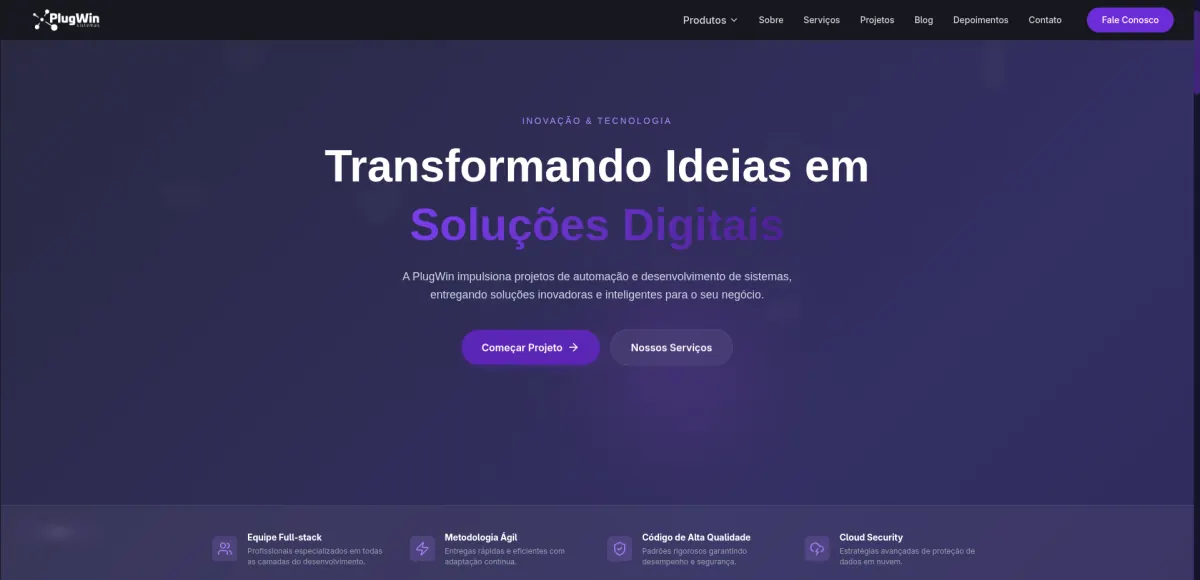 PlugWin
sistemas
Produtos
Sobre
Serviços
Projetos
Blog
Depoimentos
Contato
Fale Conosco
INOVAÇÃO & TECNOLOGIA
Transformando Ideias em
Soluções Digitais
A PlugWin impulsiona projetos de automação e desenvolvimento de sistemas,
entregando soluções inovadoras e inteligentes para o seu negócio.
Começar Projeto
Nossos Serviços
Equipe Full-stack
Profissionais especializados em todas
as camadas do desenvolvimento.
Metodologia Ágil
Entregas rápidas e eficientes com
adaptação contínua.
Código de Alta Qualidade
Padrões rigorosos garantindo
desempenho e segurança.
Cloud Security
Estratégias avançadas de proteção de
dados em nuvem.